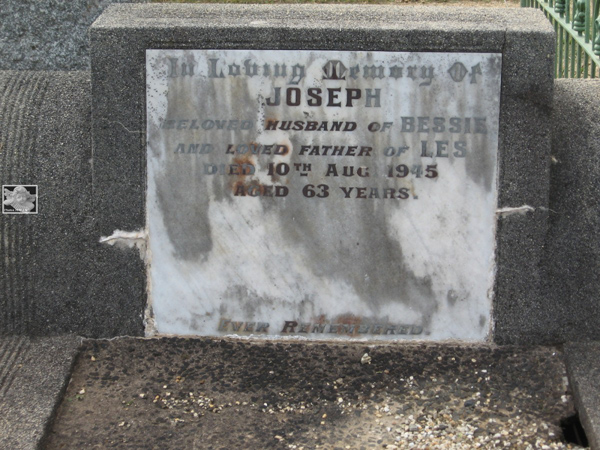 In Loving Memory Of
JOSEPH
BELOVED HUSBAND OF BESSIE
AND LOVED FATHER OF LES
DIED 10TH AUG. 1945
AGED 63 YEARS.
EVER REMEMBERED.